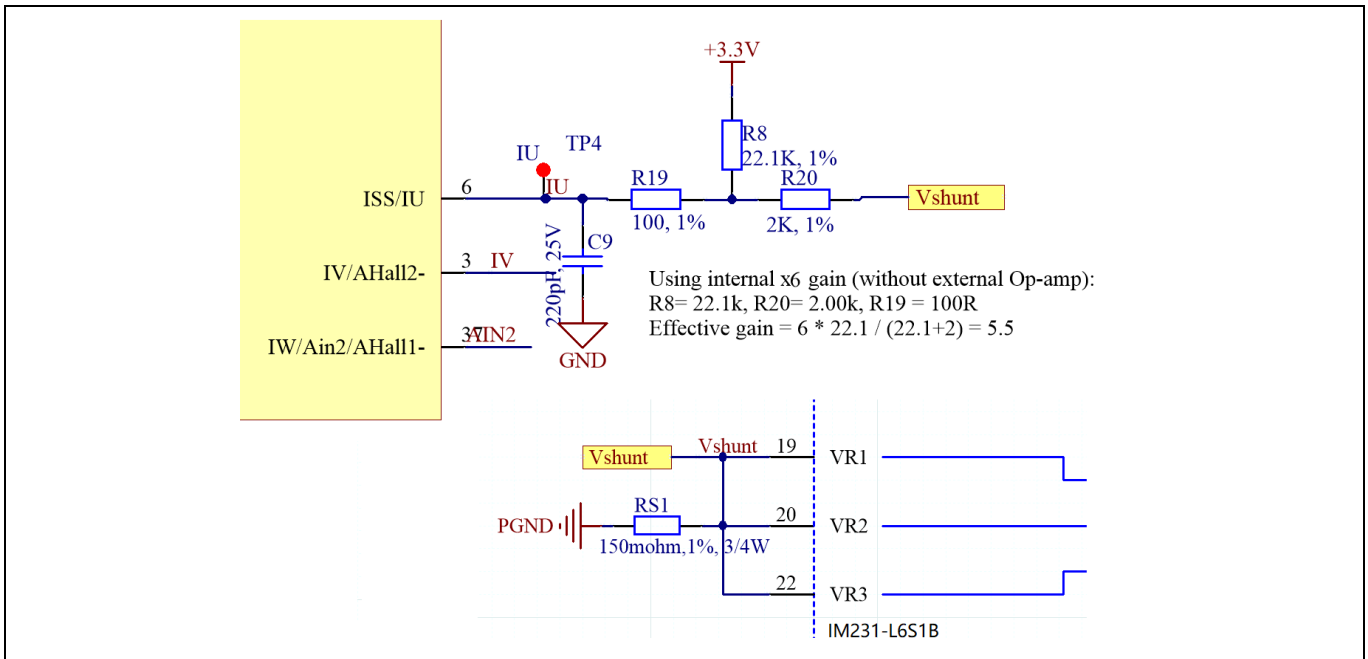 +3.3V
R8
22.1K, 1%
IU
TP4
ISS/IU
6
IU
R19
100, 1%
R20
2K, 1%
Vshunt
C9
220pF, 25V
IV/AHall2-
3
IV
IW/Ain2/AHall1-
37
AIN2
GND
Using internal x6 gain (without external Op-amp):
R8= 22.1k, R20= 2.00k, R19 = 100R
Effective gain = 6 * 22.1 / (22.1+2) = 5.5
Vshunt
Vshunt
19
VR1
RS1
PGND
150mohm,1%, 3/4W
20
VR2
22
VR3
IM231-L6S1B